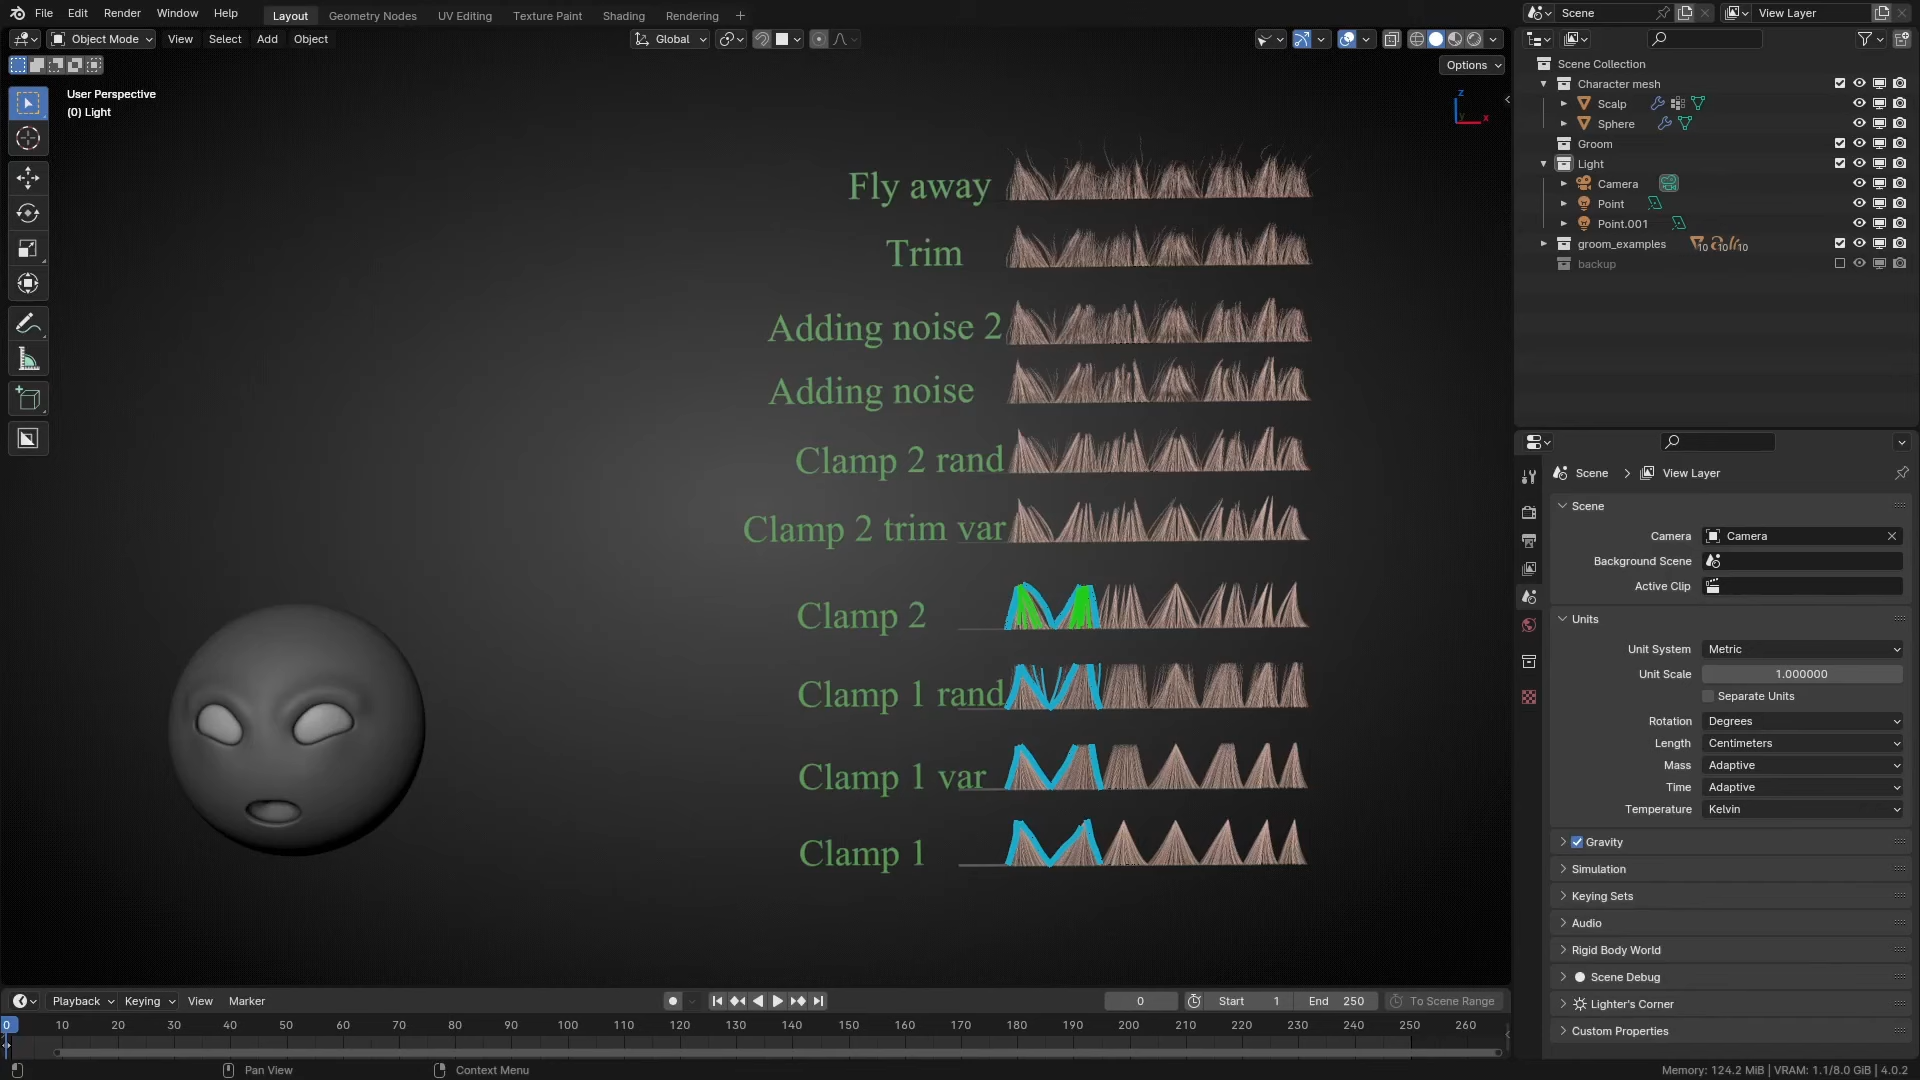 File Edit Render Window Help Layout Geometry Nodes UV Editing Texture Paint Shading Rendering + Scene View Layer
Object Mode View Select Add Object Global
Options
User Perspective
(0) Light
Z
Y
X
Fly away
Trim
Adding noise 2
Adding noise
Clamp 2 rand
Clamp 2 trim var
Clamp 2
Clamp 1 rand
Clamp 1 var
Clamp 1
Scene Collection
Character mesh
Scalp
Sphere
Groom
Light
Camera
Point
Point.001
groom_examples 10 10 10
backup
Scene > View Layer
Scene
Camera Camera
Background Scene
Active Clip
Units
Unit System Metric
Unit Scale 1.000000
Separate Units
Rotation Degrees
Length Centimeters
Mass Adaptive
Time Adaptive
Temperature Kelvin
Gravity
Simulation
Keying Sets
Audio
Rigid Body World
Scene Debug
Lighter's Corner
Custom Properties
Playback Keying View Marker 0 Start 1 End 250 To Scene Range
0 10 20 30 40 50 60 70 80 90 100 110 120 130 140 150 160 170 180 190 200 210 220 230 240 250 260
Pan View Context Menu Memory: 124.2 MiB | VRAM: 1.1/8.0 GiB | 4.0.2